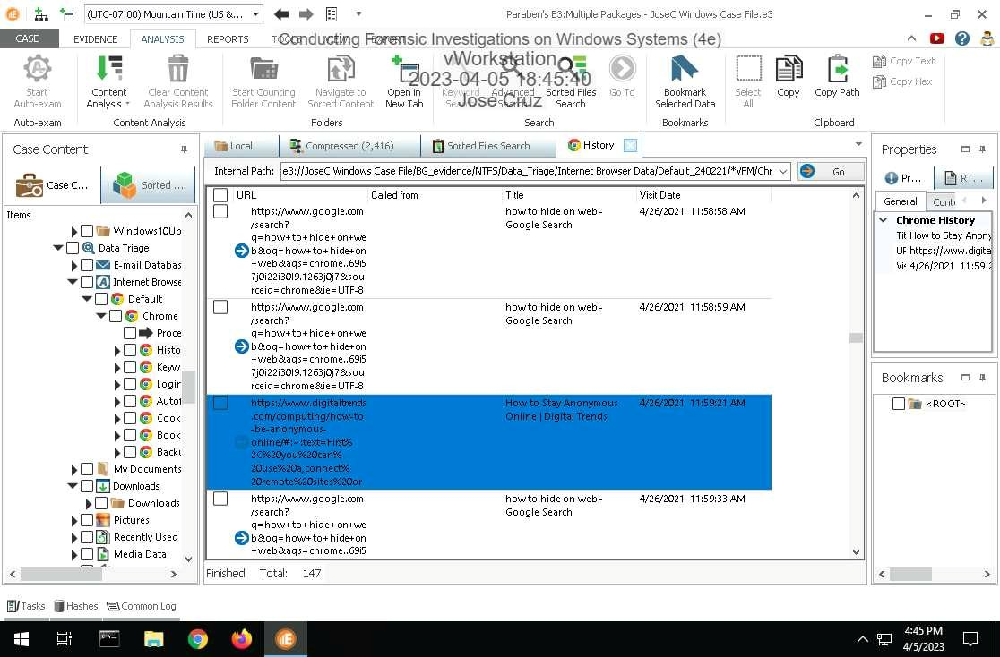 (UTC-07:00) Mountain Time (US &...
Paraben's E3:Multiple Packages - JoseC Windows Case File.e3
CASE
EVIDENCE
ANALYSIS
REPORTS
Conducting Forensic Investigations on Windows Systems (4e)
vWorkstation
2023-04-05 18:45:40
Jose Cruz
Start
Auto-exam
Content
Analysis
Clear Content
Analysis Results
Start Counting
Folder Content
Navigate to
Sorted Content
Open in
New Tab
Keyword
Search
Advanced
Search
Sorted Files
Search
Go To
Bookmark
Selected Data
Select
All
Copy
Copy Path
Copy Text
Copy Hex
Auto-exam
Content Analysis
Folders
Search
Bookmarks
Clipboard
Case Content
Case C...
Sorted ...
Items
Windows10Up
Data Triage
E-mail Databas
Internet Browse
Default
Chrome
Proce
Histo
Keyw
Login
Autof
Cook
Book
Backu
My Documents
Downloads
Downloads
Pictures
Recently Used
Media Data
Local
Compressed (2,416)
Sorted Files Search
History
Internal Path:
e3://JoseC Windows Case File/BG_evidence/NTFS/Data_Triage/Internet Browser Data/Default_240221/*VFM/Chr
Go
URL
Called from
Title
Visit Date
https://www.google.com
/search?
q=how+to+hide+on+we
b&oq=how+to+hide+on
+web&aqs=chrome..69i5
7j0i22i30l9.1263j0j7&sou
rceid=chrome&ie=UTF-8
how to hide on web -
Google Search
4/26/2021 11:58:58 AM
https://www.google.com
/search?
q=how+to+hide+on+we
b&oq=how+to+hide+on
+web&aqs=chrome..69i5
7j0i22i30l9.1263j0j7&sou
rceid=chrome&ie=UTF-8
how to hide on web -
Google Search
4/26/2021 11:58:59 AM
https://www.digitaltrends
.com/computing/how-to
-be-anonymous-
online/#:~:text=First%
2C%20you%20can%
20use%20a,connect%
20remote%20sites%20or
How to Stay Anonymous
Online | Digital Trends
4/26/2021 11:59:21 AM
https://www.google.com
/search?
q=how+to+hide+on+we
b&oq=how+to+hide+on
+web&aqs=chrome..69i5
how to hide on web -
Google Search
4/26/2021 11:59:33 AM
Finished Total: 147
Properties
Pr...
RT...
General
Cont
Chrome History
Tit How to Stay Anony
UF https://www.digita
Vis 4/26/2021 11:59:2
Bookmarks
<ROOT>
Tasks
Hashes
Common Log
4:45 PM
4/5/2023